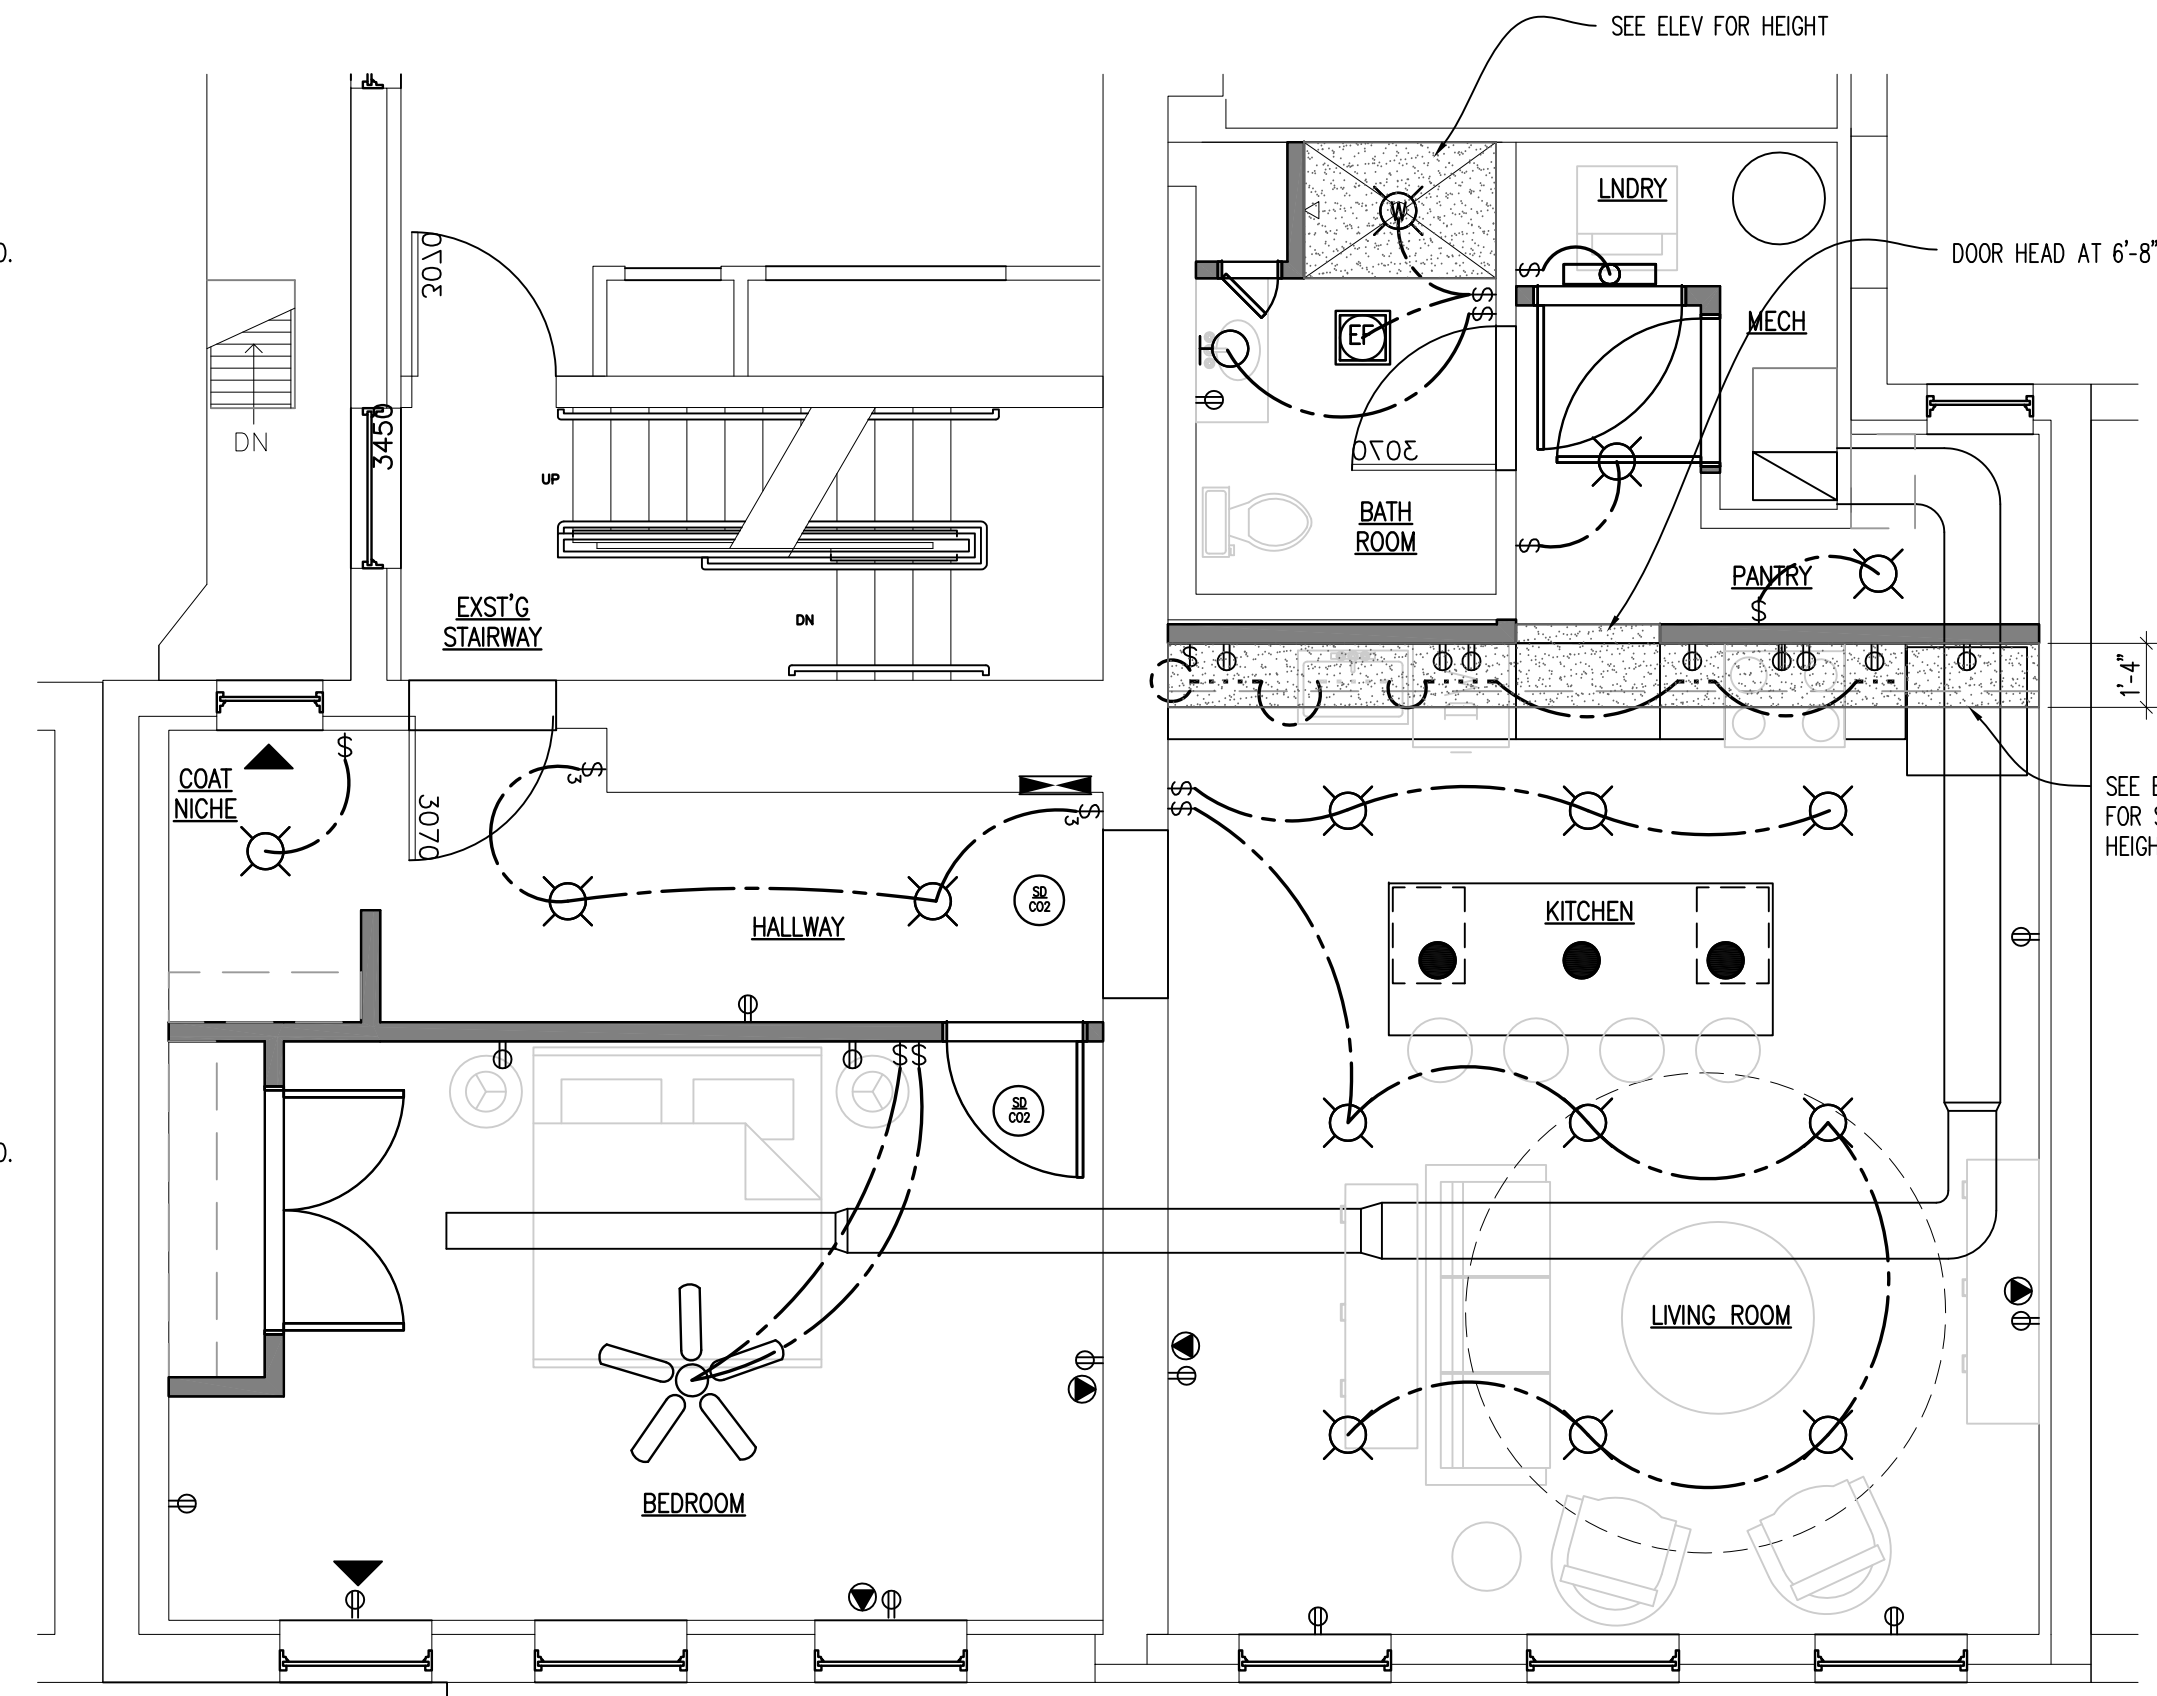 SEE ELEV FOR HEIGHT
DOOR HEAD AT 6'-8"
LNDRY
W
MECH
EF
3070
3450
DN
UP
3070
BATH
ROOM
PANTRY
EXST'G
STAIRWAY
DN
1'-4"
$
$
$
$
$
$
$
COAT
NICHE
$
$
3
3070
$
3
$
$
SD
CO2
HALLWAY
KITCHEN
$$
SD
CO2
LIVING ROOM
BEDROOM
SEE
FOR